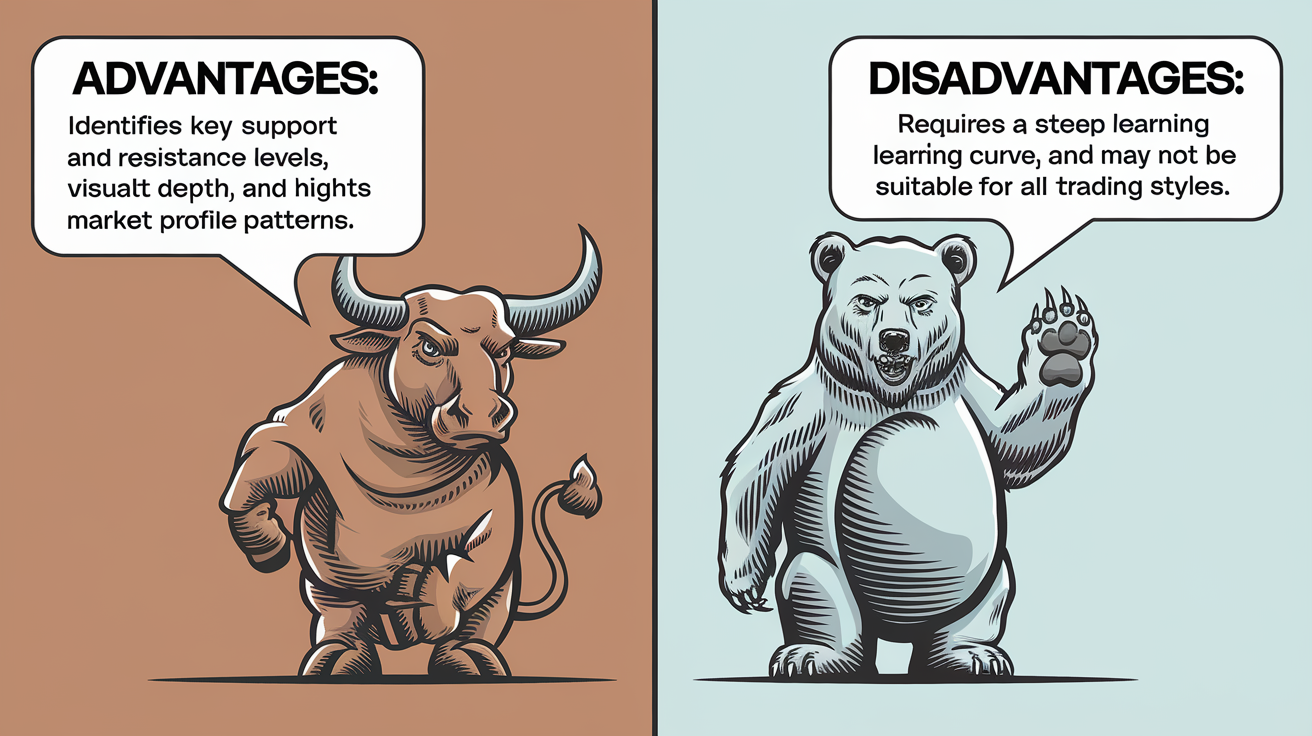 ADVANTAGES:
Identifies key support
and resistance levels,
visualtt depth, and hights
market profile patterns.
DISADVANTAGES:
Requires a steep learning
learring curve, and may not be
suitable for all trading styles.